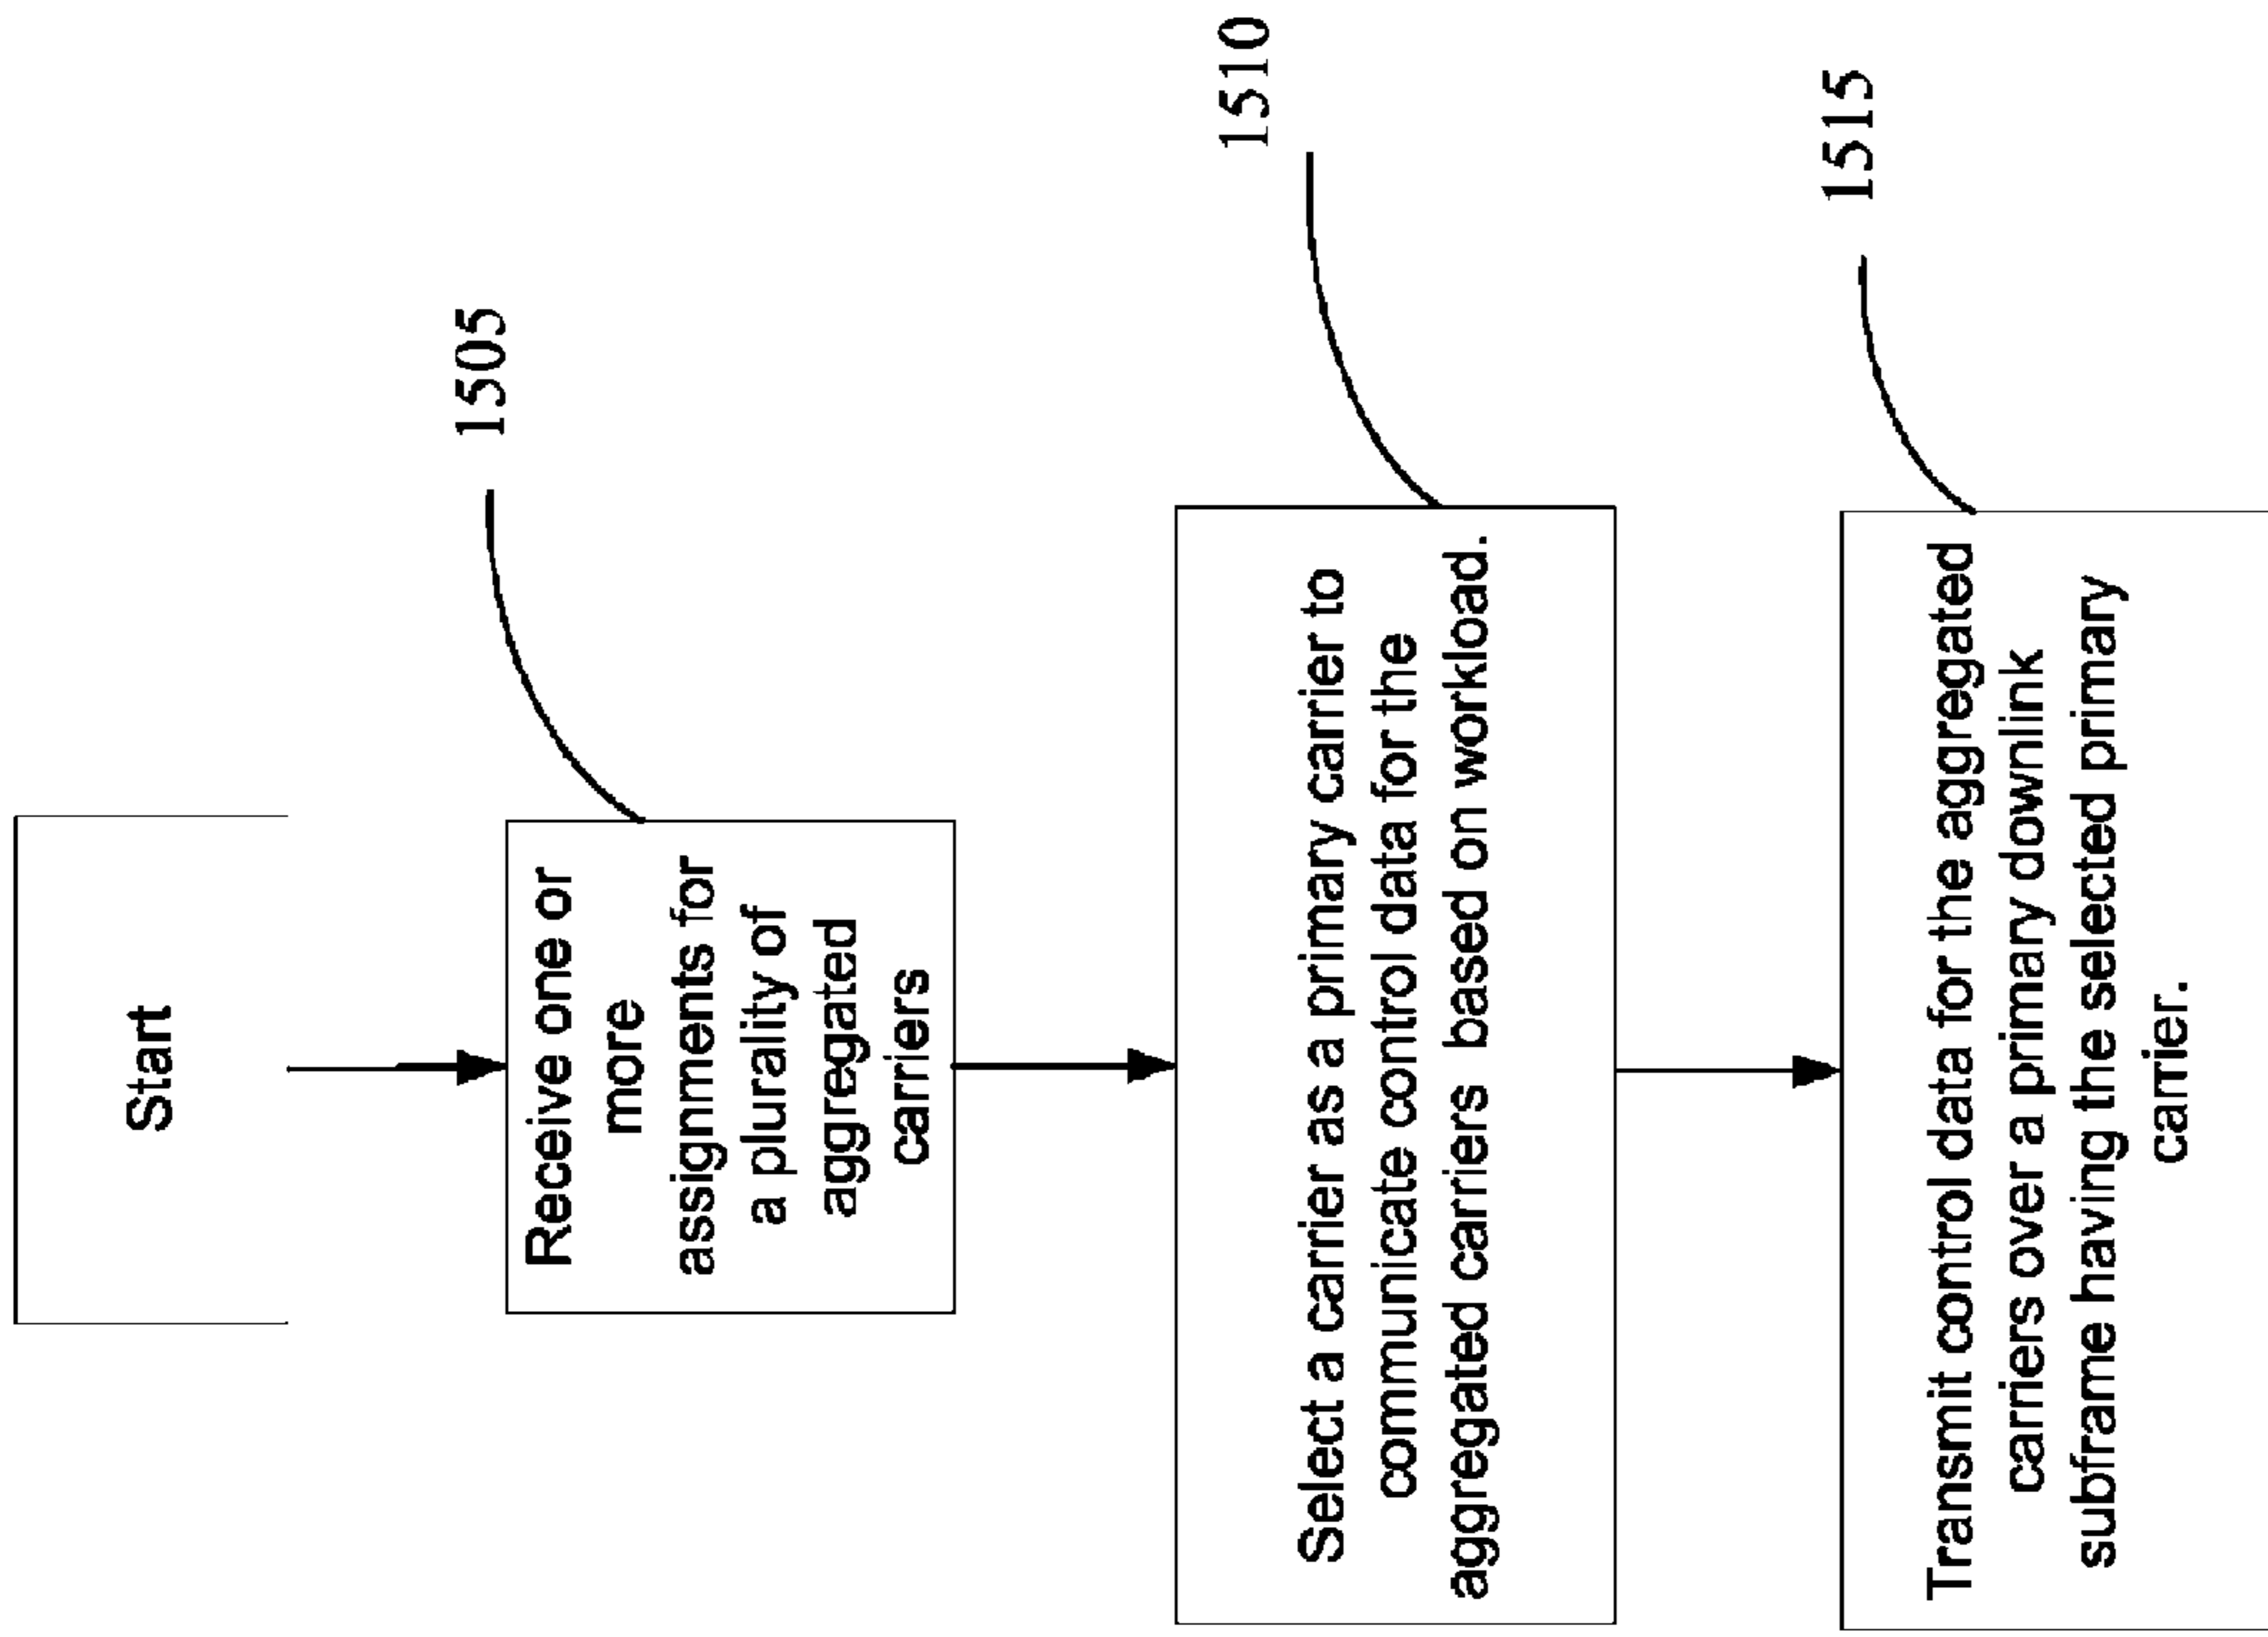 Start
1505
Receive one or
more
assignments for
a plurality of
aggregated
carriers
1510
Select a carrier as a primary carrier to
communicate control data for the
aggregated carriers based on workload.
1515
Transmit control data for the aggregated
carriers over a primary downlink
subframe having the selected primary
carrier.